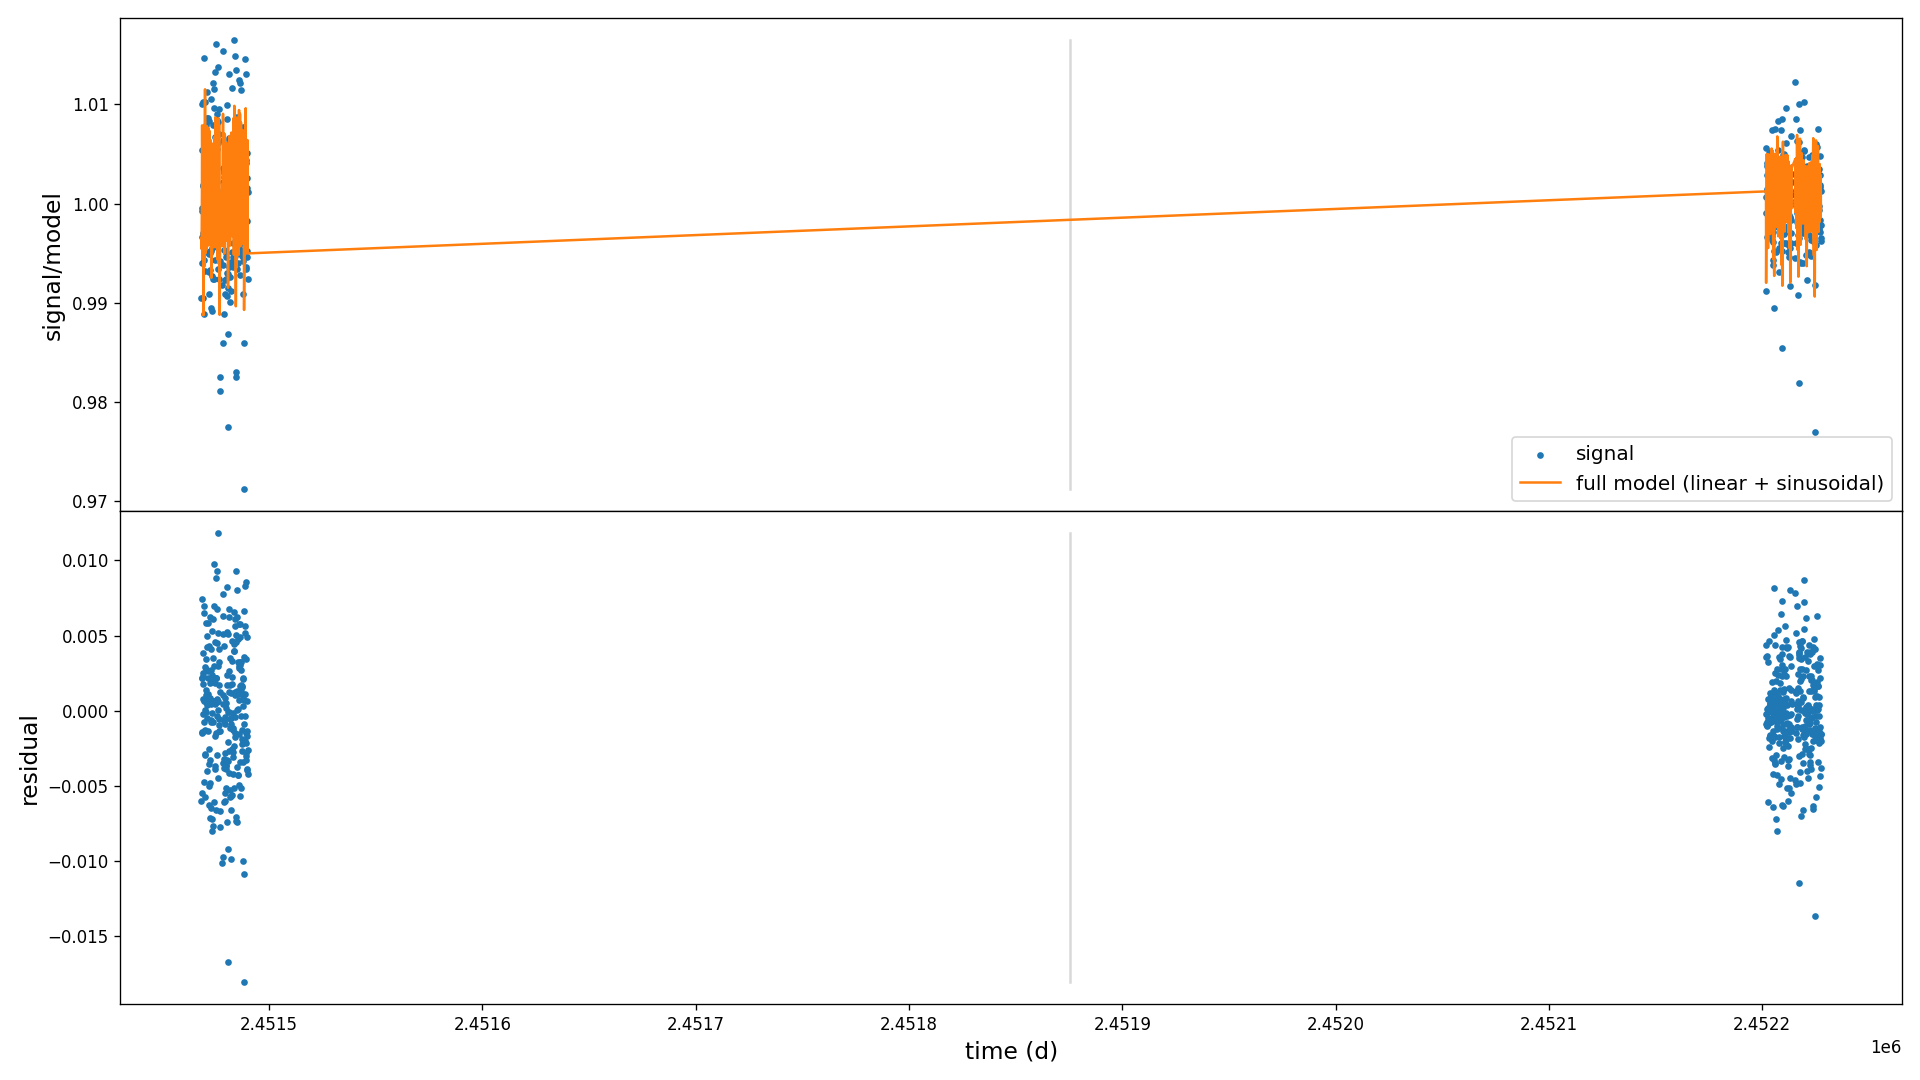 signal/model
1.01
1.00
0.99
0.98
0.97
signal
full model (linear + sinusoidal)
residual
0.010
0.005
0.000
−0.005
−0.010
−0.015
2.4515 2.4516 2.4517 2.4518 2.4519 2.4520 2.4521 2.4522
1e6
time (d)